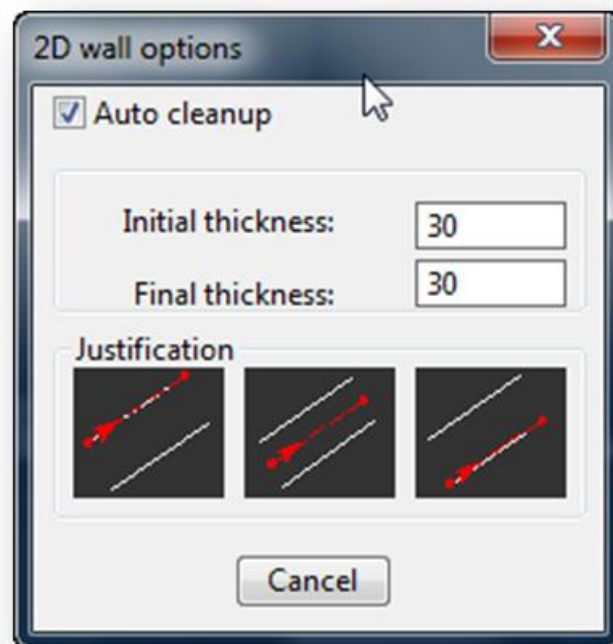 2D wall options
Auto cleanup
Initial thickness: 30
Final thickness: 30
Justification
Cancel